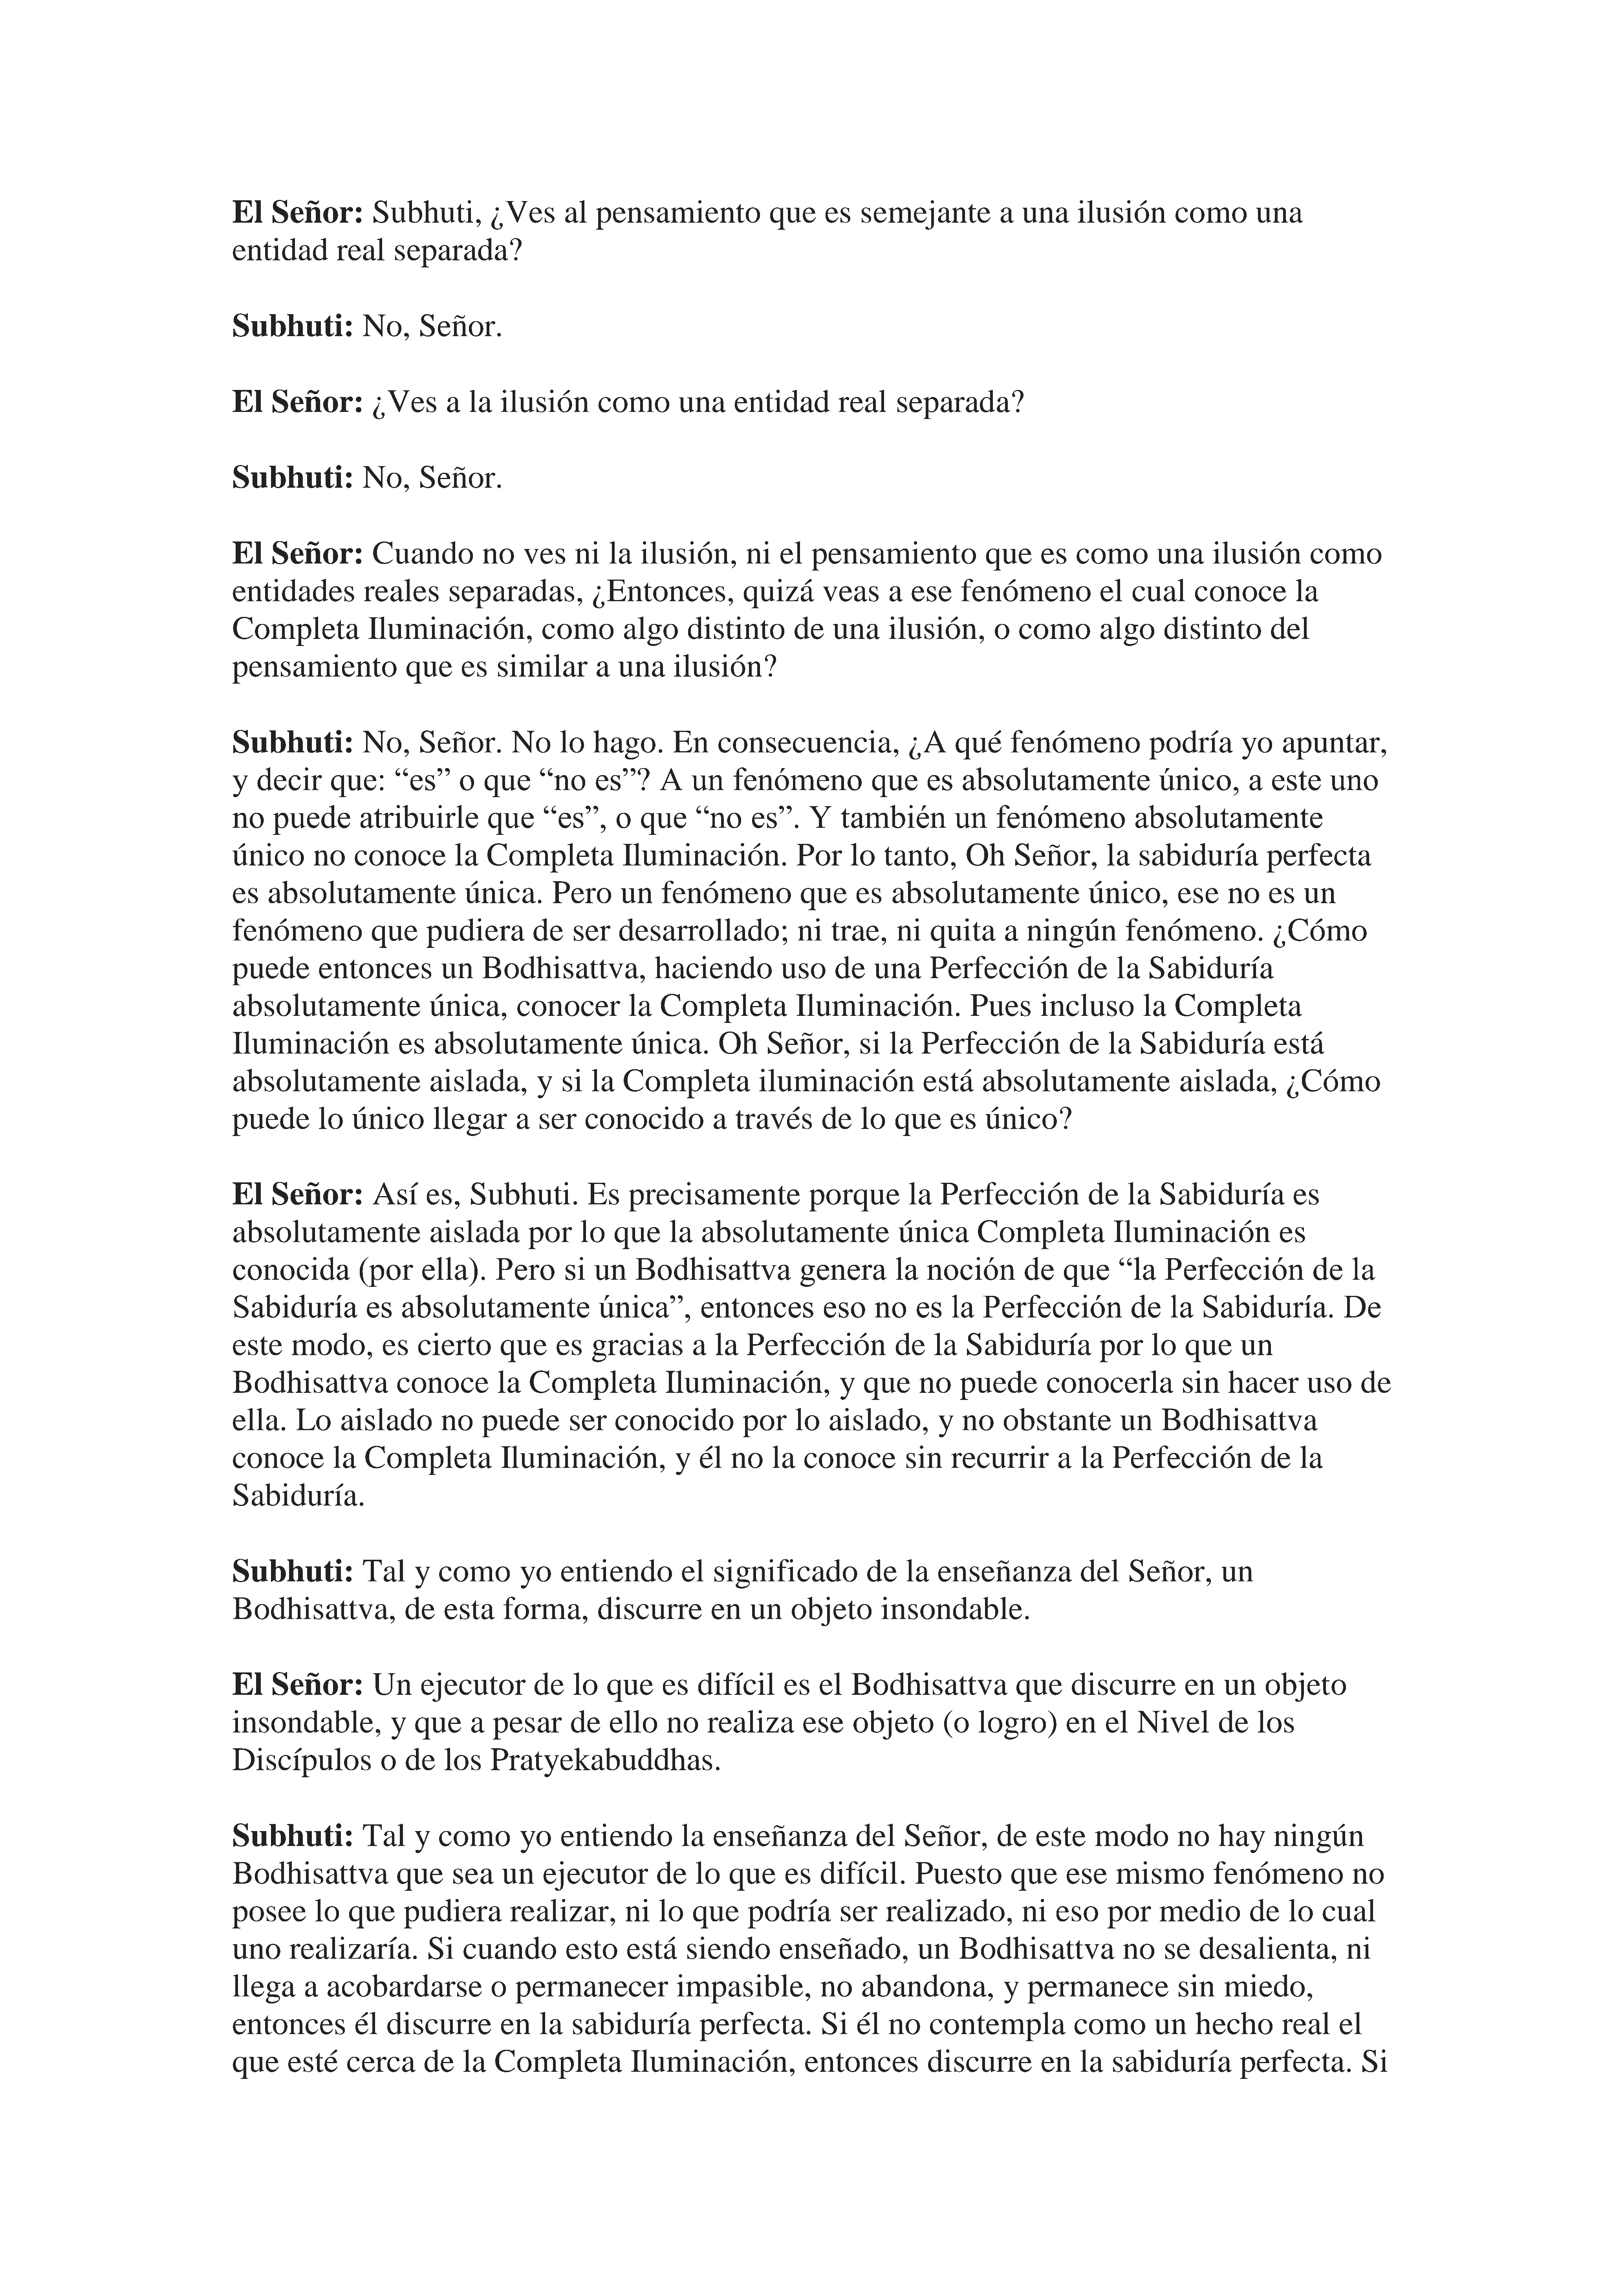 El Señor: Subhuti, ¿Ves al pensamiento que es semejante a una ilusión como una
entidad real separada?
Subhuti: No, Señor.
El Señor: ¿Ves a la ilusión como una entidad real separada?
Subhuti: No, Señor.
El Señor: Cuando no ves ni la ilusión, ni el pensamiento que es como una ilusión como
entidades reales separadas, ¿Entonces, quizá veas a ese fenómeno el cual conoce la
Completa Iluminación, como algo distinto de una ilusión, o como algo distinto del
pensamiento que es similar a una ilusión?
Subhuti: No, Señor. No lo hago. En consecuencia, ¿A qué fenómeno podría yo apuntar,
y decir que: “es” o que “no es”? A un fenómeno que es absolutamente único, a este uno
no puede atribuirle que “es”, o que “no es”. Y también un fenómeno absolutamente
único no conoce la Completa Iluminación. Por lo tanto, Oh Señor, la sabiduría perfecta
es absolutamente única. Pero un fenómeno que es absolutamente único, ese no es un
fenómeno que pudiera de ser desarrollado; ni trae, ni quita a ningún fenómeno. ¿Cómo
puede entonces un Bodhisattva, haciendo uso de una Perfección de la Sabiduría
absolutamente única, conocer la Completa Iluminación. Pues incluso la Completa
Iluminación es absolutamente única. Oh Señor, si la Perfección de la Sabiduría está
absolutamente aislada, y si la Completa iluminación está absolutamente aislada, ¿Cómo
puede lo único llegar a ser conocido a través de lo que es único?
El Señor: Así es, Subhuti. Es precisamente porque la Perfección de la Sabiduría es
absolutamente aislada por lo que la absolutamente única Completa Iluminación es
conocida (por ella). Pero si un Bodhisattva genera la noción de que “la Perfección de la
Sabiduría es absolutamente única”, entonces eso no es la Perfección de la Sabiduría. De
este modo, es cierto que es gracias a la Perfección de la Sabiduría por lo que un
Bodhisattva conoce la Completa Iluminación, y que no puede conocerla sin hacer uso de
ella. Lo aislado no puede ser conocido por lo aislado, y no obstante un Bodhisattva
conoce la Completa Iluminación, y él no la conoce sin recurrir a la Perfección de la
Sabiduría.
Subhuti: Tal y como yo entiendo el significado de la enseñanza del Señor, un
Bodhisattva, de esta forma, discurre en un objeto insondable.
El Señor: Un ejecutor de lo que es difícil es el Bodhisattva que discurre en un objeto
insondable, y que a pesar de ello no realiza ese objeto (o logro) en el Nivel de los
Discípulos o de los Pratyekabuddhas.
Subhuti: Tal y como yo entiendo la enseñanza del Señor, de este modo no hay ningún
Bodhisattva que sea un ejecutor de lo que es difícil. Puesto que ese mismo fenómeno no
posee lo que pudiera realizar, ni lo que podría ser realizado, ni eso por medio de lo cual
uno realizaría. Si cuando esto está siendo enseñado, un Bodhisattva no se desalienta, ni
llega a acobardarse o permanecer impasible, no abandona, y permanece sin miedo,
entonces él discurre en la sabiduría perfecta. Si él no contempla como un hecho real el
que esté cerca de la Completa Iluminación, entonces discurre en la sabiduría perfecta. Si